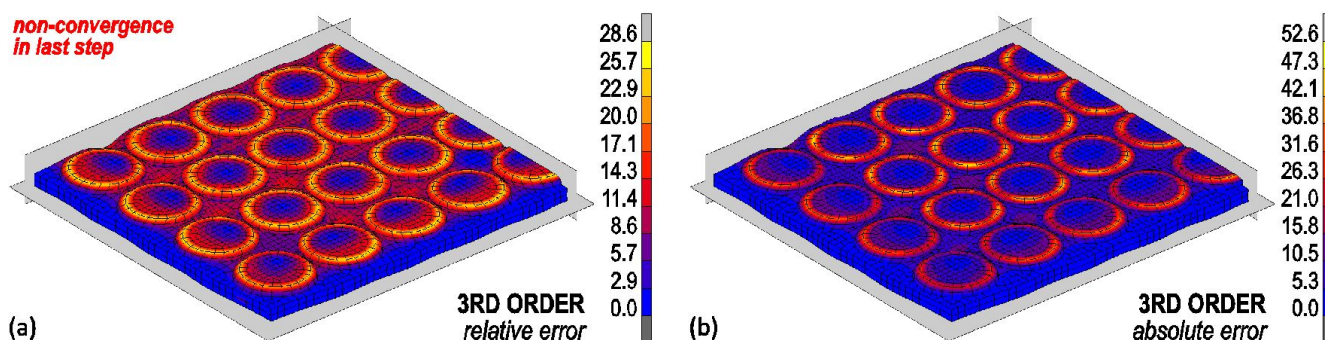 non-convergence
in last step
28.6
25.7
22.9
20.0
17.1
14.3
11.4
8.6
5.7
2.9
0.0
3RD ORDER
relative error
(a)
52.6
47.3
42.1
36.8
31.6
26.3
21.0
15.8
10.5
5.3
0.0
3RD ORDER
absolute error
(b)